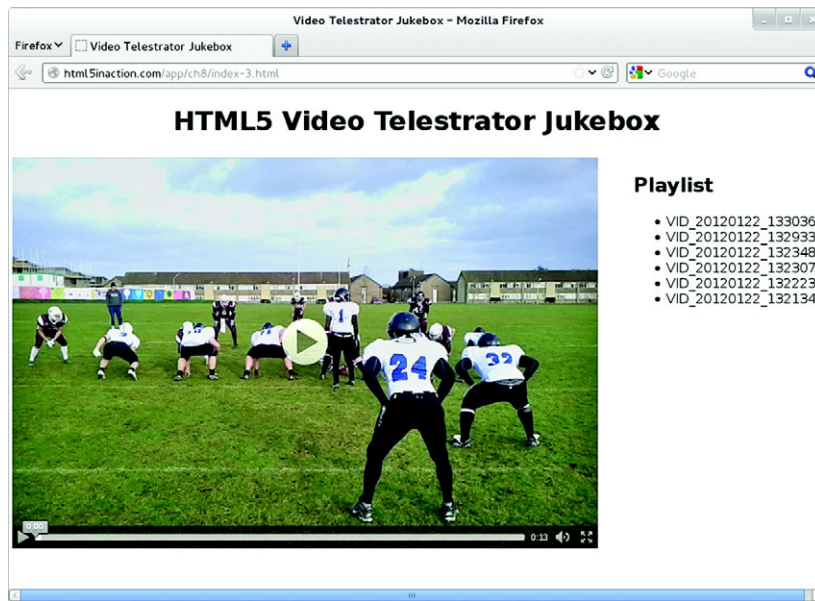 Video Telestrator Jukebox - Mozilla Firefox
Firefox
Video Telestrator Jukebox
html5inaction.com/app/ch8/index-3.html
Google
HTML5 Video Telestrator Jukebox
Playlist
• VID_20120122_133036
• VID_20120122_132933
• VID_20120122_132348
• VID_20120122_132307
• VID_20120122_132223
• VID_20120122_132134
1
24
32
0:00
0:13